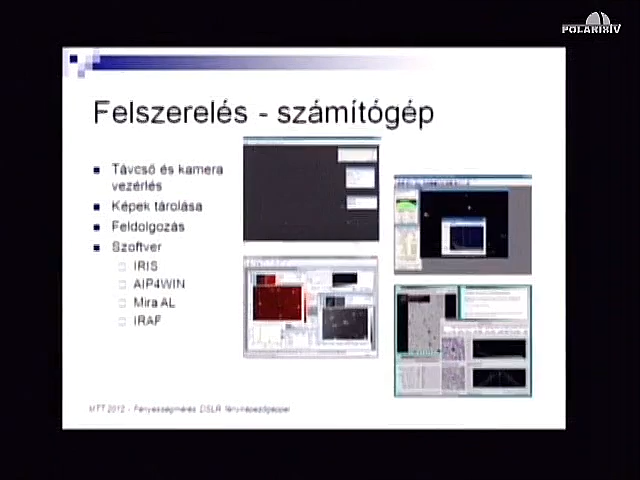 POLARIXIV
Felszerelés - számítógép
Távcső és kamera
vezérlés
Képek tárolása
Feldolgozás
Szoftver
IRIS
AIP4WIN
Mira AL
IRAF
MTT 2012 - Fényességmérés DSLR fényképezőgéppel